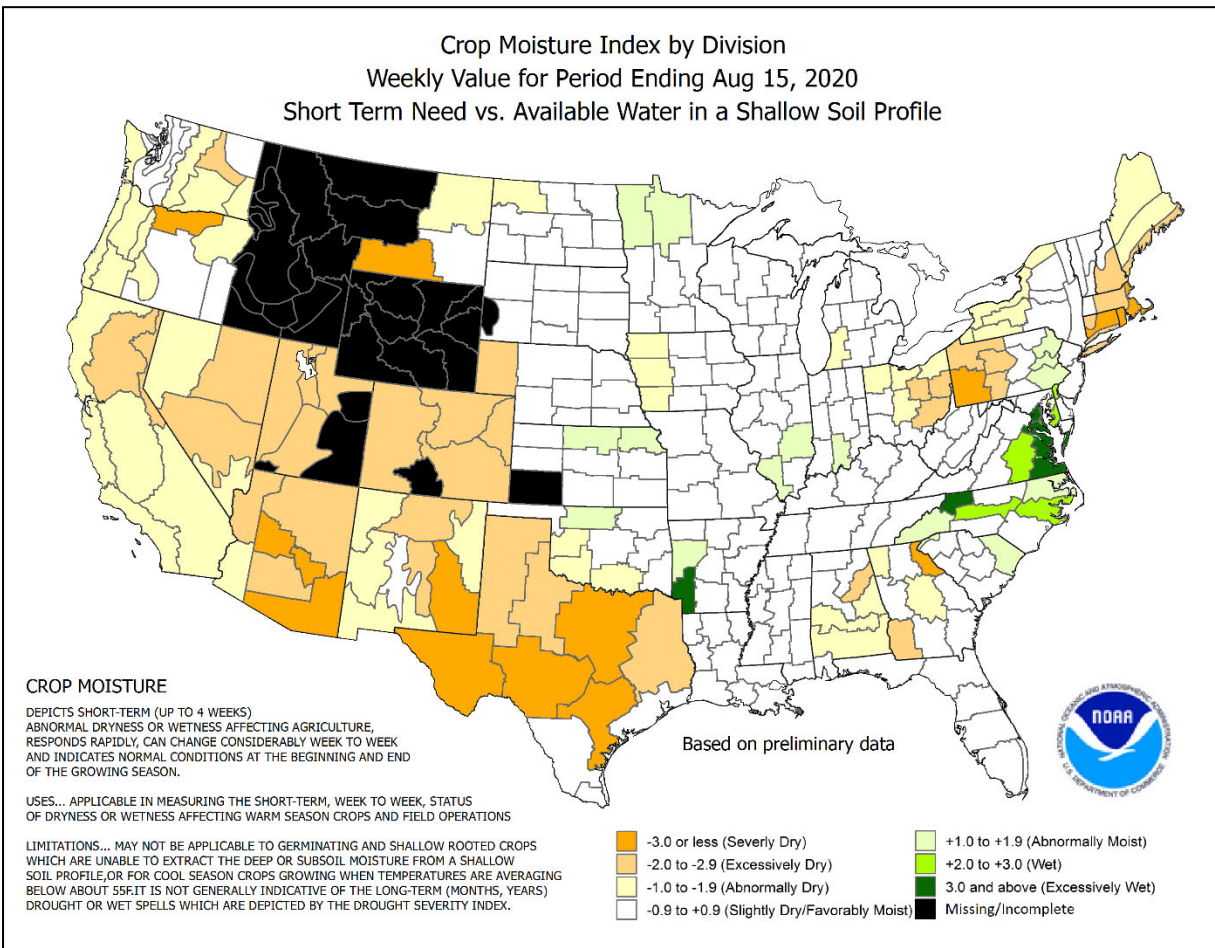 Crop Moisture Index by Division
Weekly Value for Period Ending Aug 15, 2020
Short Term Need vs. Available Water in a Shallow Soil Profile
CROP MOISTURE
DEPICTS SHORT-TERM (UP TO 4 WEEKS)
ABNORMAL DRYNESS OR WETNESS AFFECTING AGRICULTURE,
RESPONDS RAPIDLY, CAN CHANGE CONSIDERABLY WEEK TO WEEK
AND INDICATES NORMAL CONDITIONS AT THE BEGINNING AND END
OF THE GROWING SEASON.
USES... APPLICABLE IN MEASURING THE SHORT-TERM, WEEK TO WEEK, STATUS
OF DRYNESS OR WETNESS AFFECTING WARM SEASON CROPS AND FIELD OPERATIONS
LIMITATIONS... MAY NOT BE APPLICABLE TO GERMINATING AND SHALLOW ROOTED CROPS
WHICH ARE UNABLE TO EXTRACT THE DEEP OR SUBSOIL MOISTURE FROM A SHALLOW
SOIL PROFILE,OR FOR COOL SEASON CROPS GROWING WHEN TEMPERATURES ARE AVERAGING
BELOW ABOUT 55F.IT IS NOT GENERALLY INDICATIVE OF THE LONG-TERM (MONTHS, YEARS)
DROUGHT OR WET SPELLS WHICH ARE DEPICTED BY THE DROUGHT SEVERITY INDEX.
Based on preliminary data
NATIONAL OCEANIC AND ATMOSPHERIC ADMINISTRATION
NOAA
U.S. DEPARTMENT OF COMMERCE
-3.0 or less (Severly Dry)
-2.0 to -2.9 (Excessively Dry)
-1.0 to -1.9 (Abnormally Dry)
-0.9 to +0.9 (Slightly Dry/Favorably Moist)
+1.0 to +1.9 (Abnormally Moist)
+2.0 to +3.0 (Wet)
3.0 and above (Excessively Wet)
Missing/Incomplete